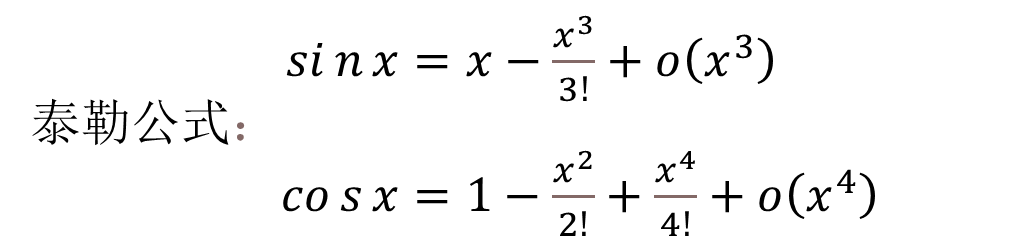 sin x = x − x³/3! + o(x³)
泰勒公式：
cos x = 1 − x²/2! + x⁴/4! + o(x⁴)